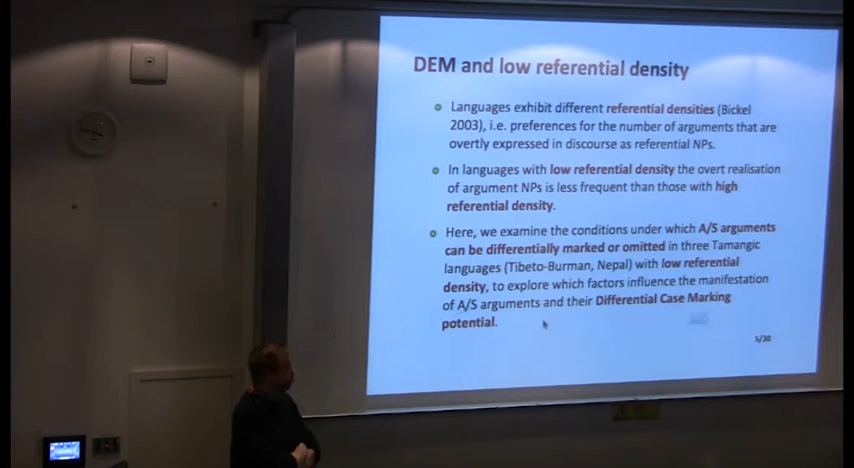 DEM and low referential density
Languages exhibit different referential densities (Bickel
2003), i.e. preferences for the number of arguments that are
overtly expressed in discourse as referential NPs.
In languages with low referential density the overt realisation
of argument NPs is less frequent than those with high
referential density.
Here, we examine the conditions under which A/S arguments
can be differentially marked or omitted in three Tamangic
languages (Tibeto-Burman, Nepal) with low referential
density, to explore which factors influence the manifestation
of A/S arguments and their Differential Case Marking
potential.
5/30